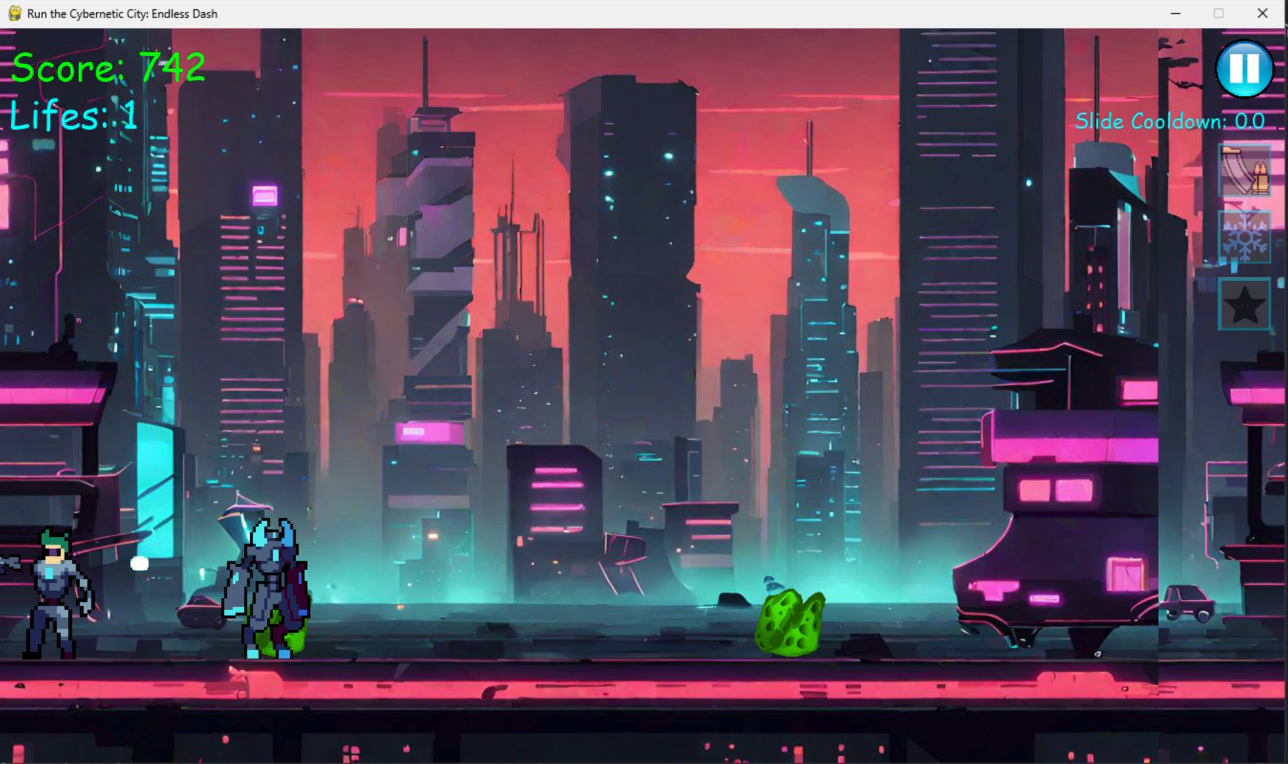 Run the Cybernetic City: Endless Dash
Score: 742
Lifes: 1
Slide Cooldown: 0.0